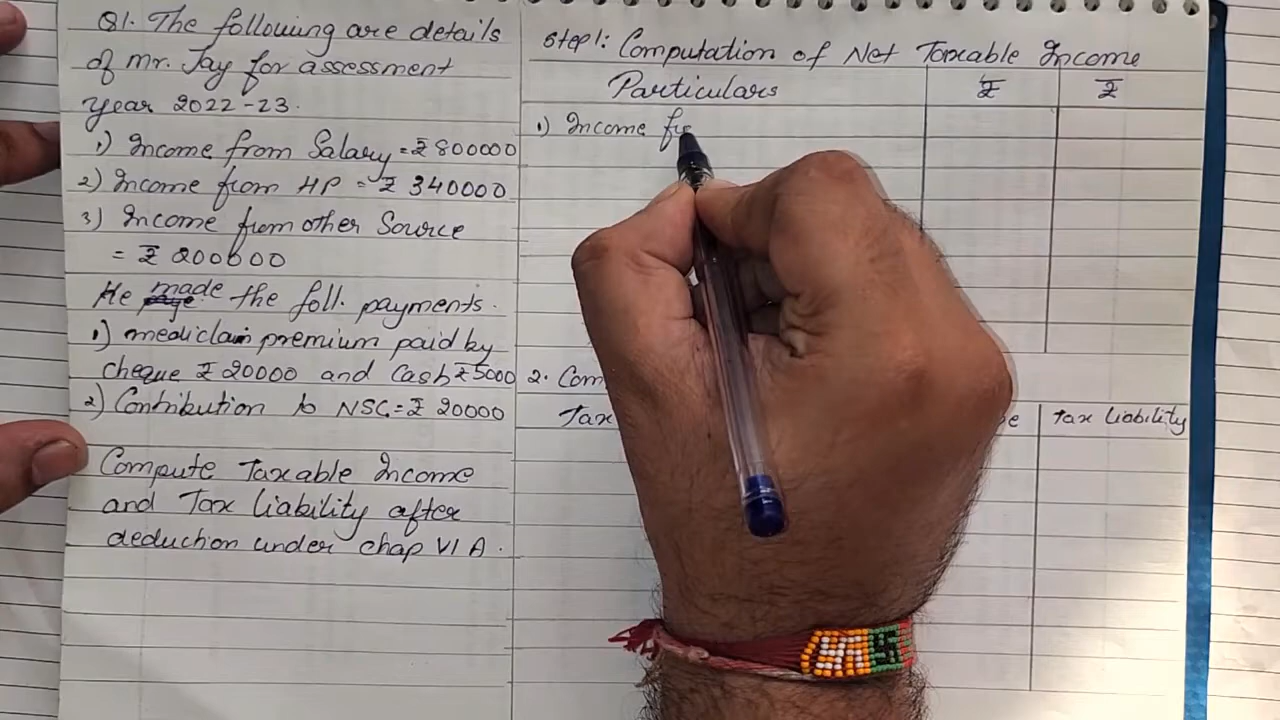 Q1. The following are details
of mr. Jay for assessment
year 2022-23.
1) Income from Salary = ₹ 800000
2) Income from HP = ₹ 340000
3) Income from other Source
= ₹ 200000
He made the foll. payments.
1) mediclaim premium paid by
cheque ₹ 20000 and Cash ₹ 5000
2) Contribution to NSC = ₹ 20000
Compute Taxable Income
and Tax liability after
deduction under chap VI A.
Step 1: Computation of Net Taxable Income
Particulars ₹ ₹
1) Income
2. Com
Tax Tax liability